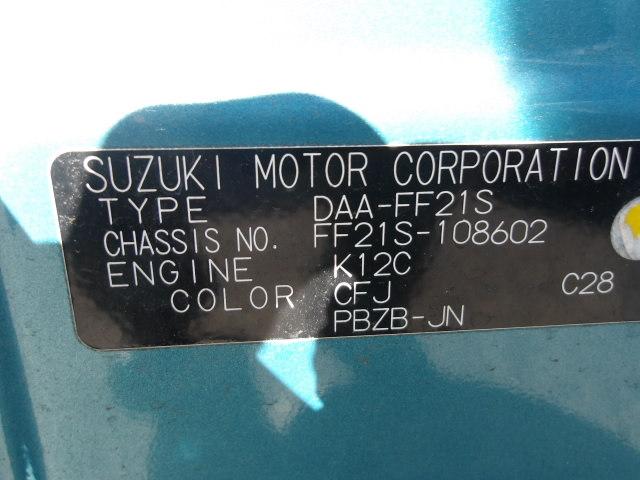 SUZUKI MOTOR CORPORATION
TYPE DAA-FF21S
CHASSIS NO. FF21S-108602
ENGINE K12C
COLOR CFJ C28
PBZB-JN